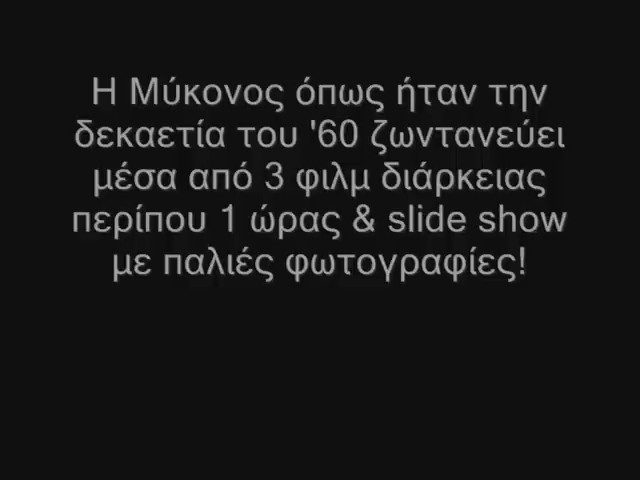 Η Μύκονος όπως ήταν την
δεκαετία του '60 ζωντανεύει
μέσα από 3 φιλμ διάρκειας
περίπου 1 ώρας & slide show
με παλιές φωτογραφίες!